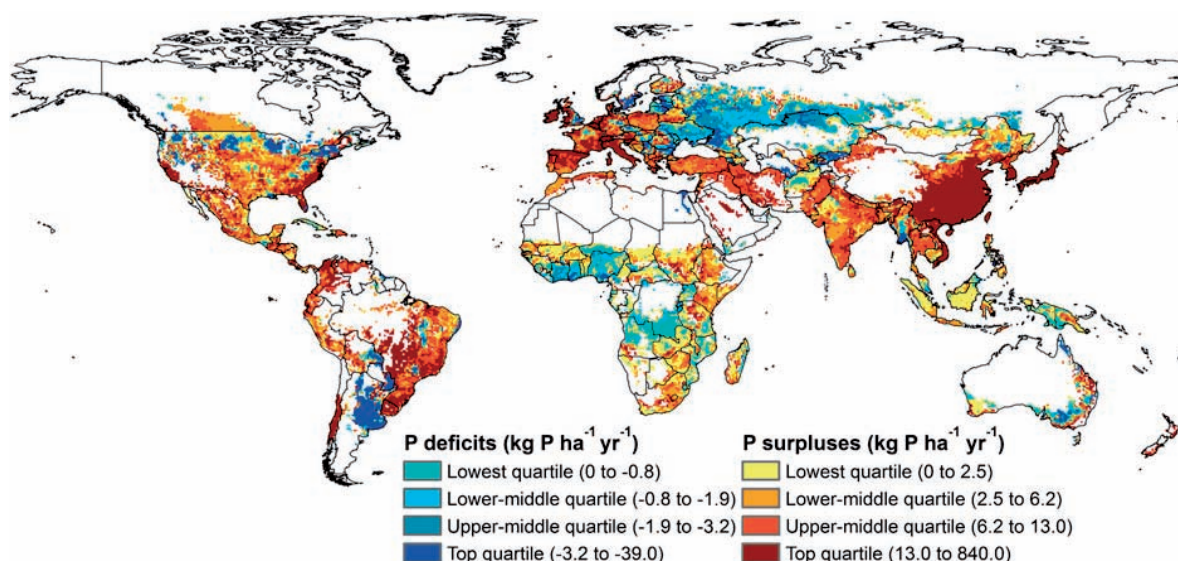 P deficits (kg P ha⁻¹ yr⁻¹)
Lowest quartile (0 to -0.8)
Lower-middle quartile (-0.8 to -1.9)
Upper-middle quartile (-1.9 to -3.2)
Top quartile (-3.2 to -39.0)
P surpluses (kg P ha⁻¹ yr⁻¹)
Lowest quartile (0 to 2.5)
Lower-middle quartile (2.5 to 6.2)
Upper-middle quartile (6.2 to 13.0)
Top quartile (13.0 to 840.0)